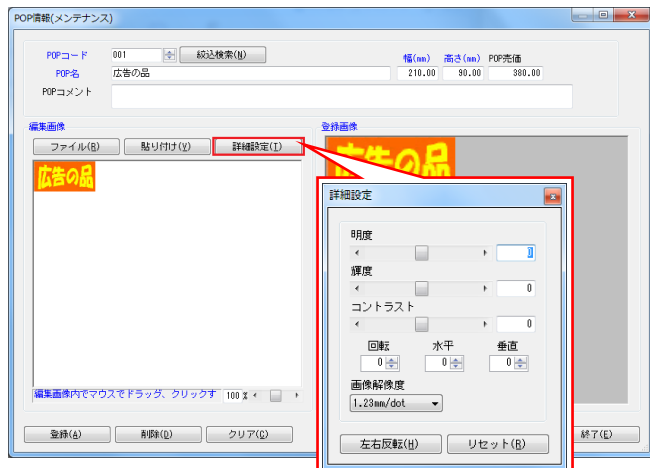 POP情報(メンテナンス)
POPコード 001 絞込検索(N) 幅(mm) 高さ(mm) POP売価
POP名 広告の品 210.00 90.00 380.00
POPコメント
編集画像 登録画像
ファイル(R) 貼り付け(Y) 詳細設定(I)
広告の品
広告の品
詳細設定
明度
0
輝度
0
コントラスト
0
回転 水平 垂直
0 0 0
画像解像度
1.23mm/dot
左右反転(H) リセット(R)
編集画像内でマウスでドラッグ、クリックす 100 %
登録(A) 削除(D) クリア(C) 終了(E)